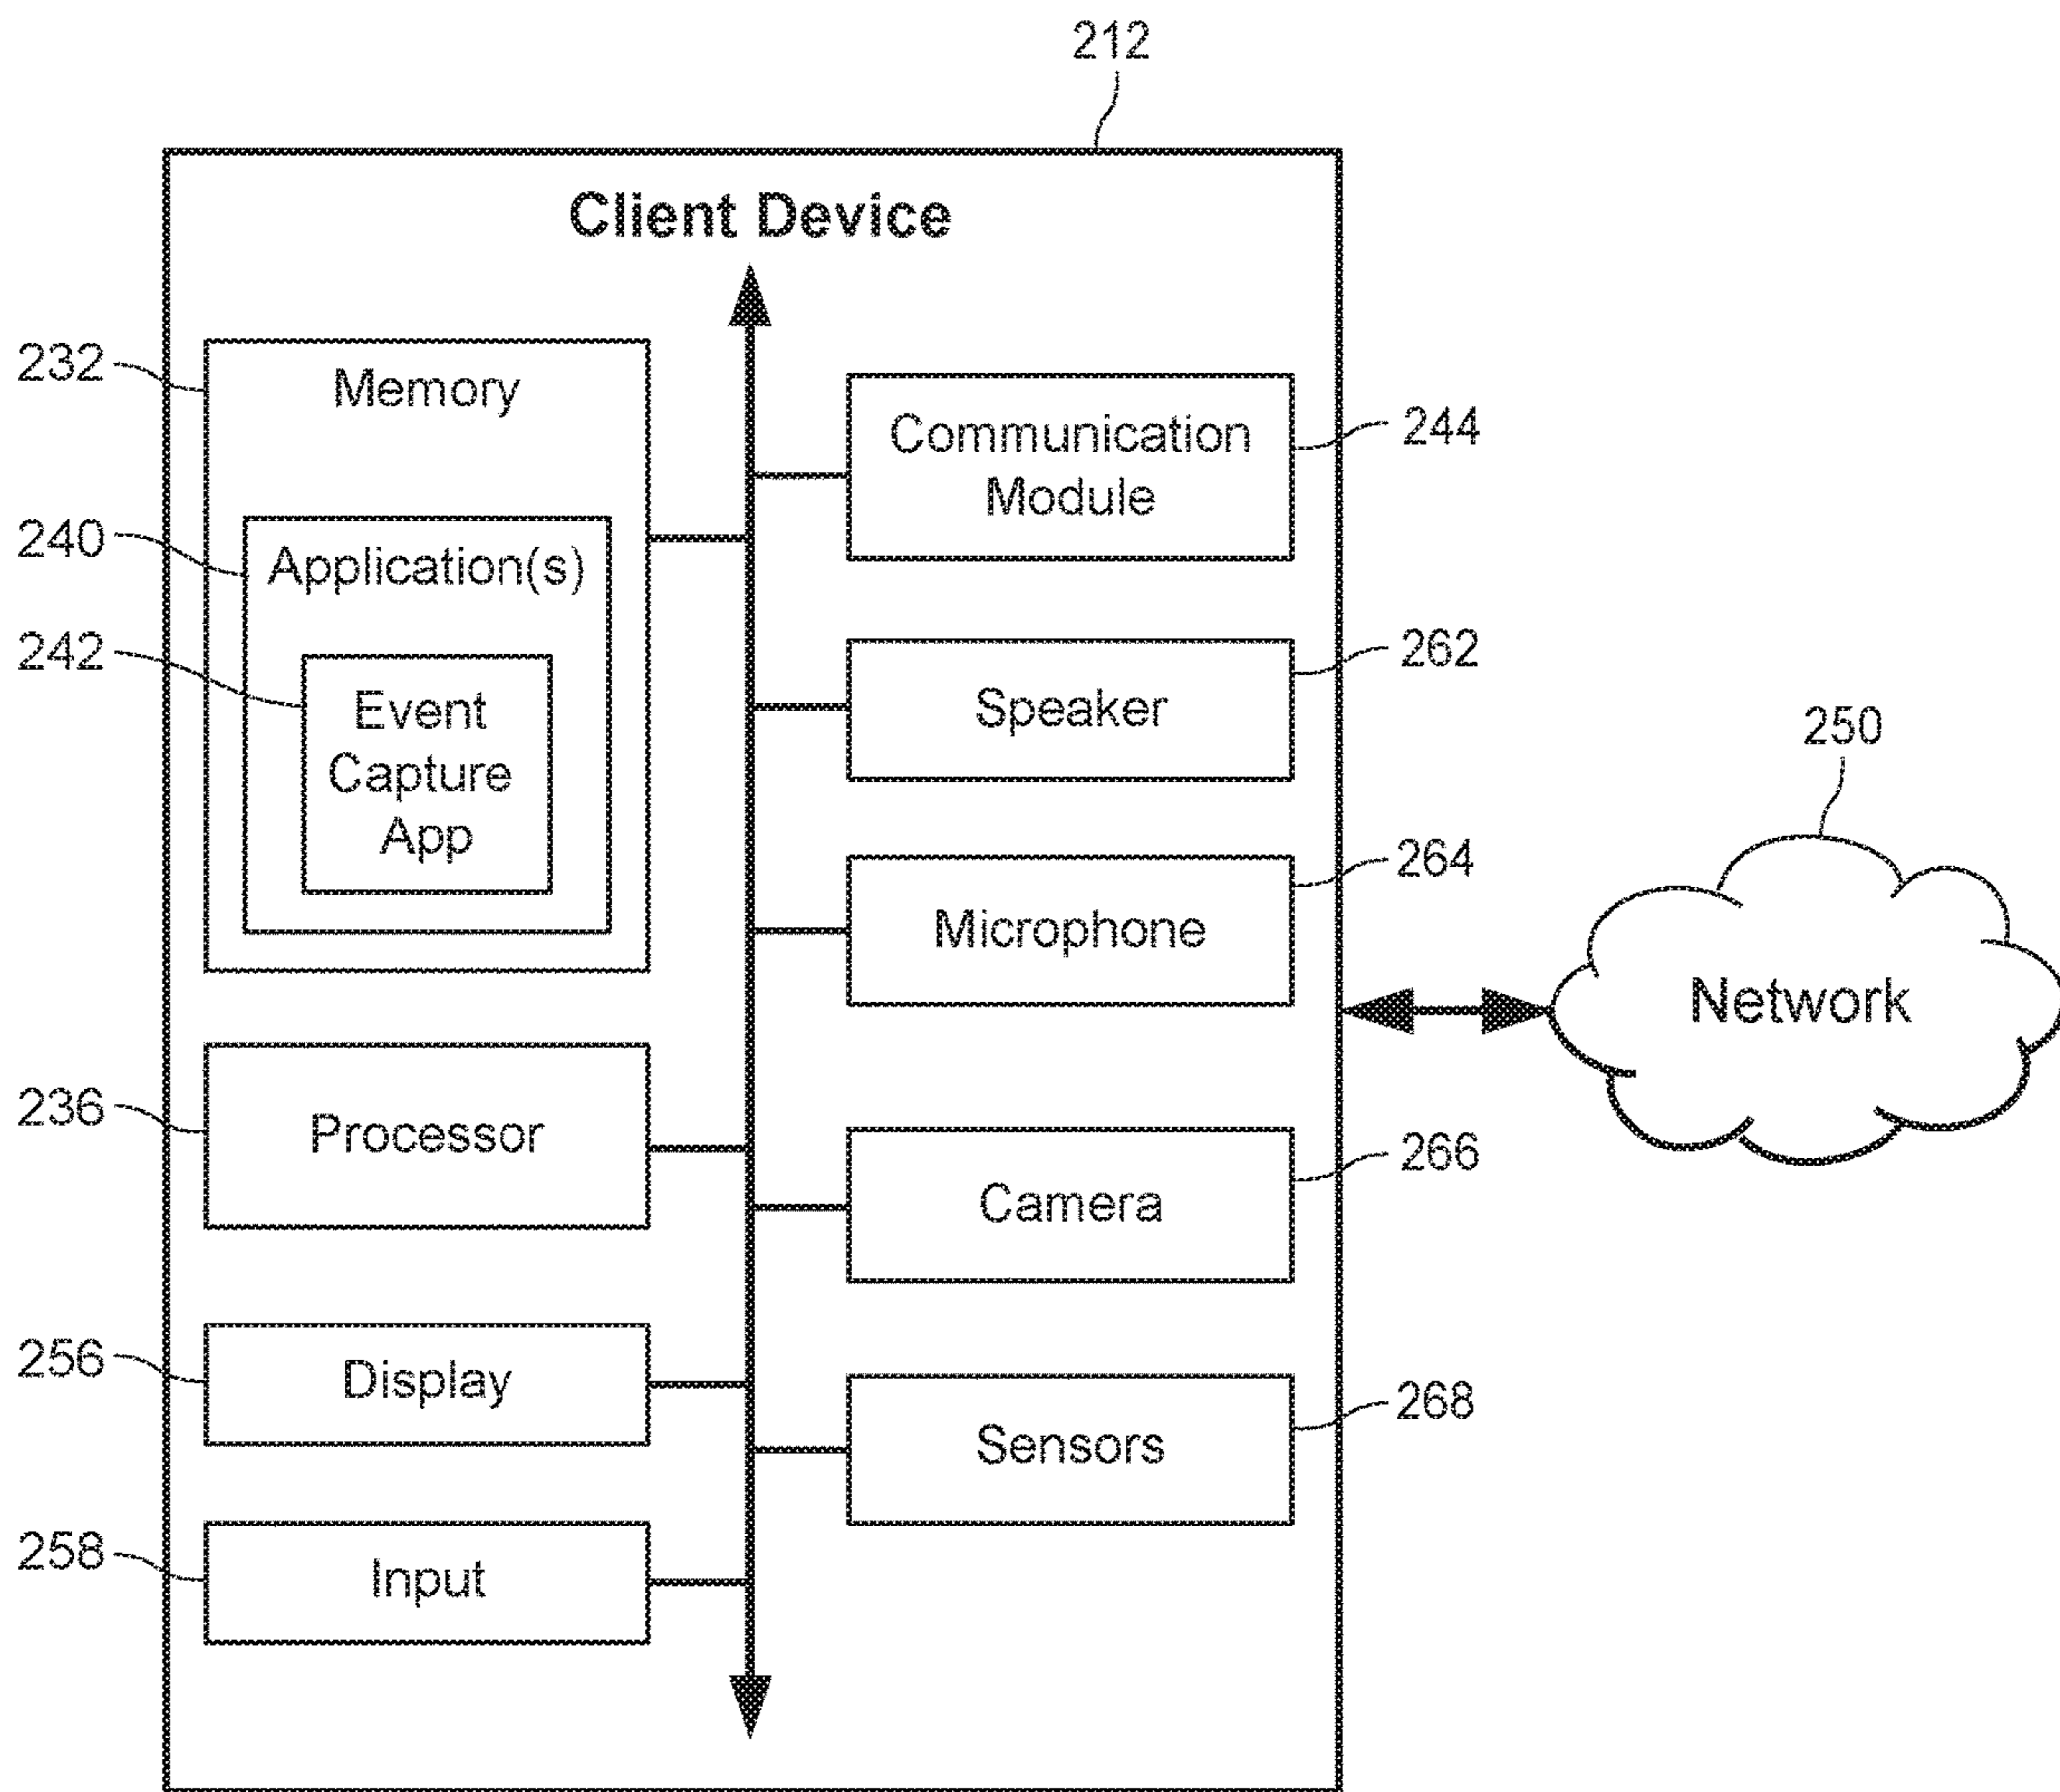 212
Client Device
232
Memory
Communication
Module
244
240
Application(s)
242
Event
Capture
App
Speaker
262
250
Microphone
264
Network
236
Processor
Camera
266
256
Display
Sensors
268
258
Input